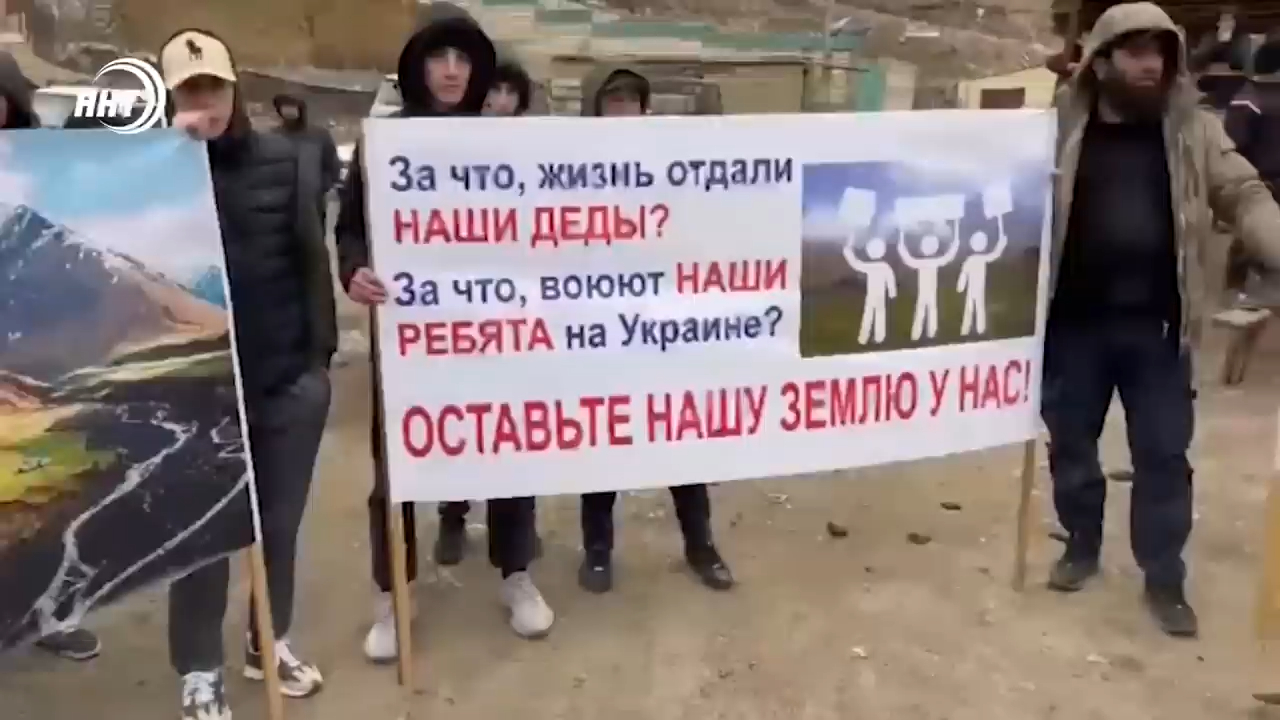 ННТ
За что, жизнь отдали
НАШИ ДЕДЫ?
За что, воюют НАШИ
РЕБЯТА на Украине?
ОСТАВЬТЕ НАШУ ЗЕМЛЮ У НАС!